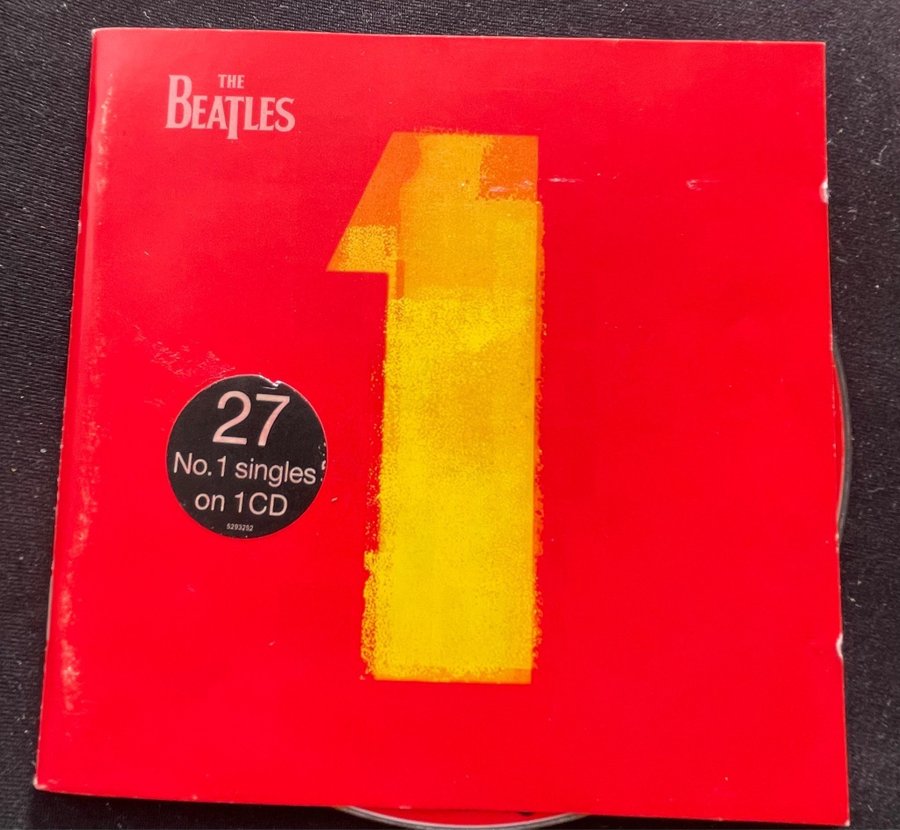 THE
BEATLES
1
27
No.1 singles
on 1CD
5293252